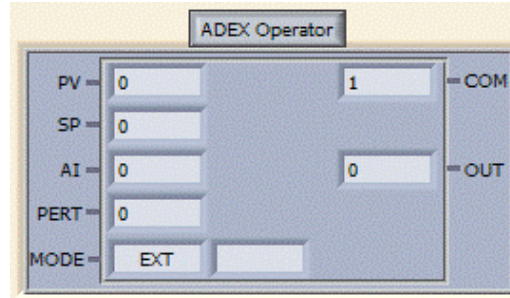 ADEX Operator
PV 0 1 COM
SP 0
AI 0 0 OUT
PERT 0
MODE EXT